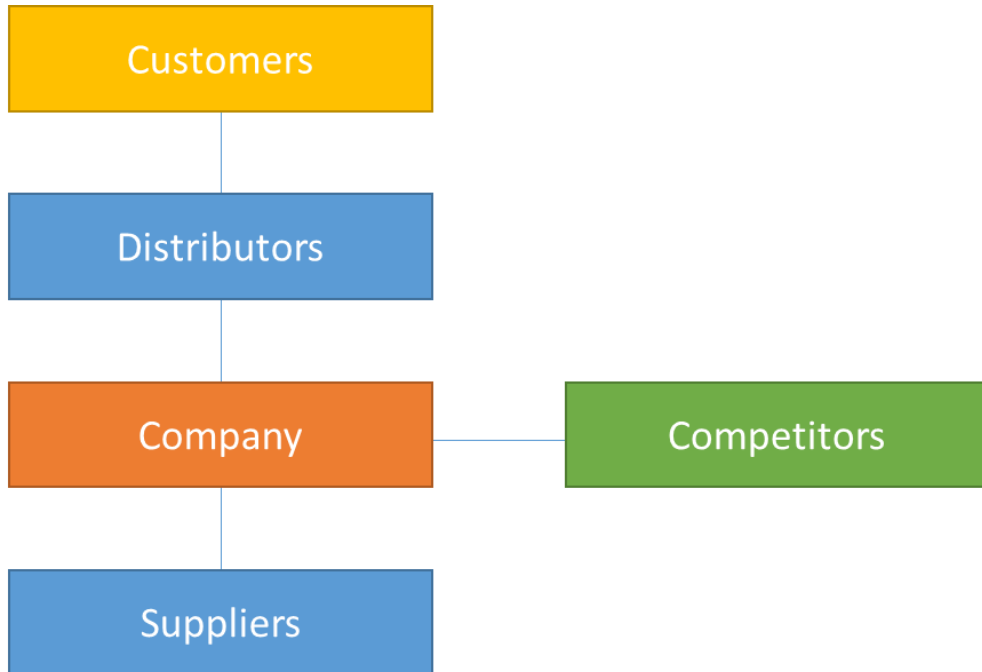 Customers
Distributors
Company
Competitors
Suppliers